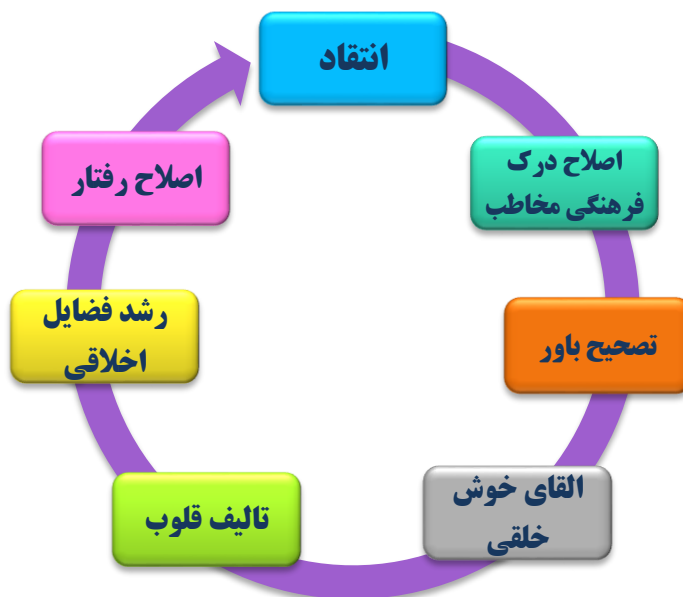 انتقاد
اصلاح درک
فرهنگی مخاطب
تصحیح باور
القای خوش
خلقی
تالیف قلوب
رشد فضایل
اخلاقی
اصلاح رفتار